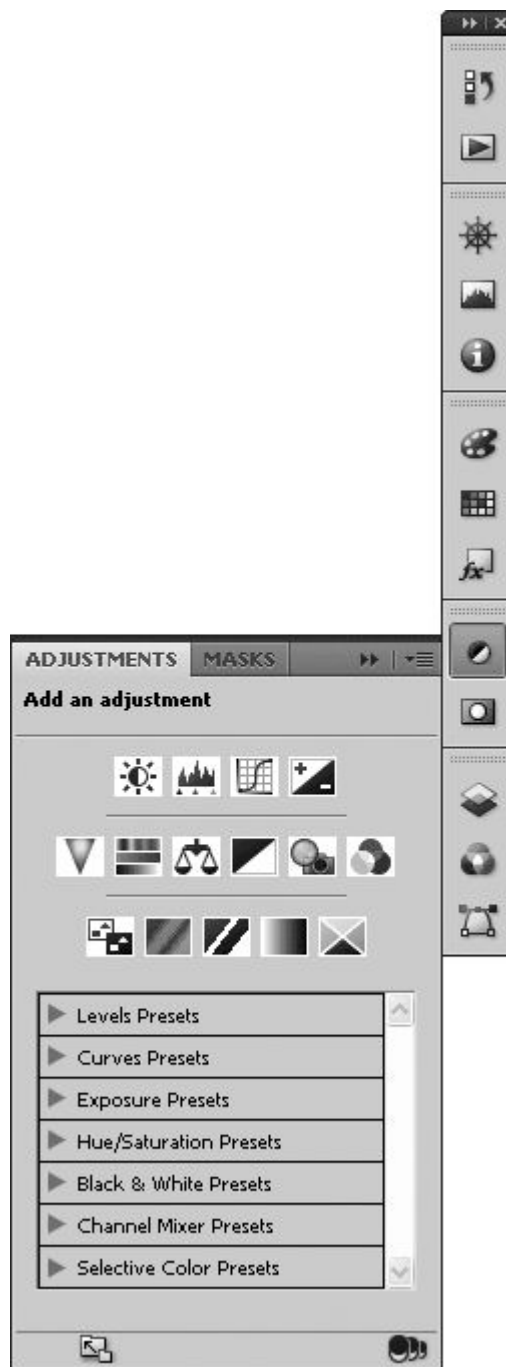 fx
ADJUSTMENTS MASKS
Add an adjustment
Levels Presets
Curves Presets
Exposure Presets
Hue/Saturation Presets
Black & White Presets
Channel Mixer Presets
Selective Color Presets